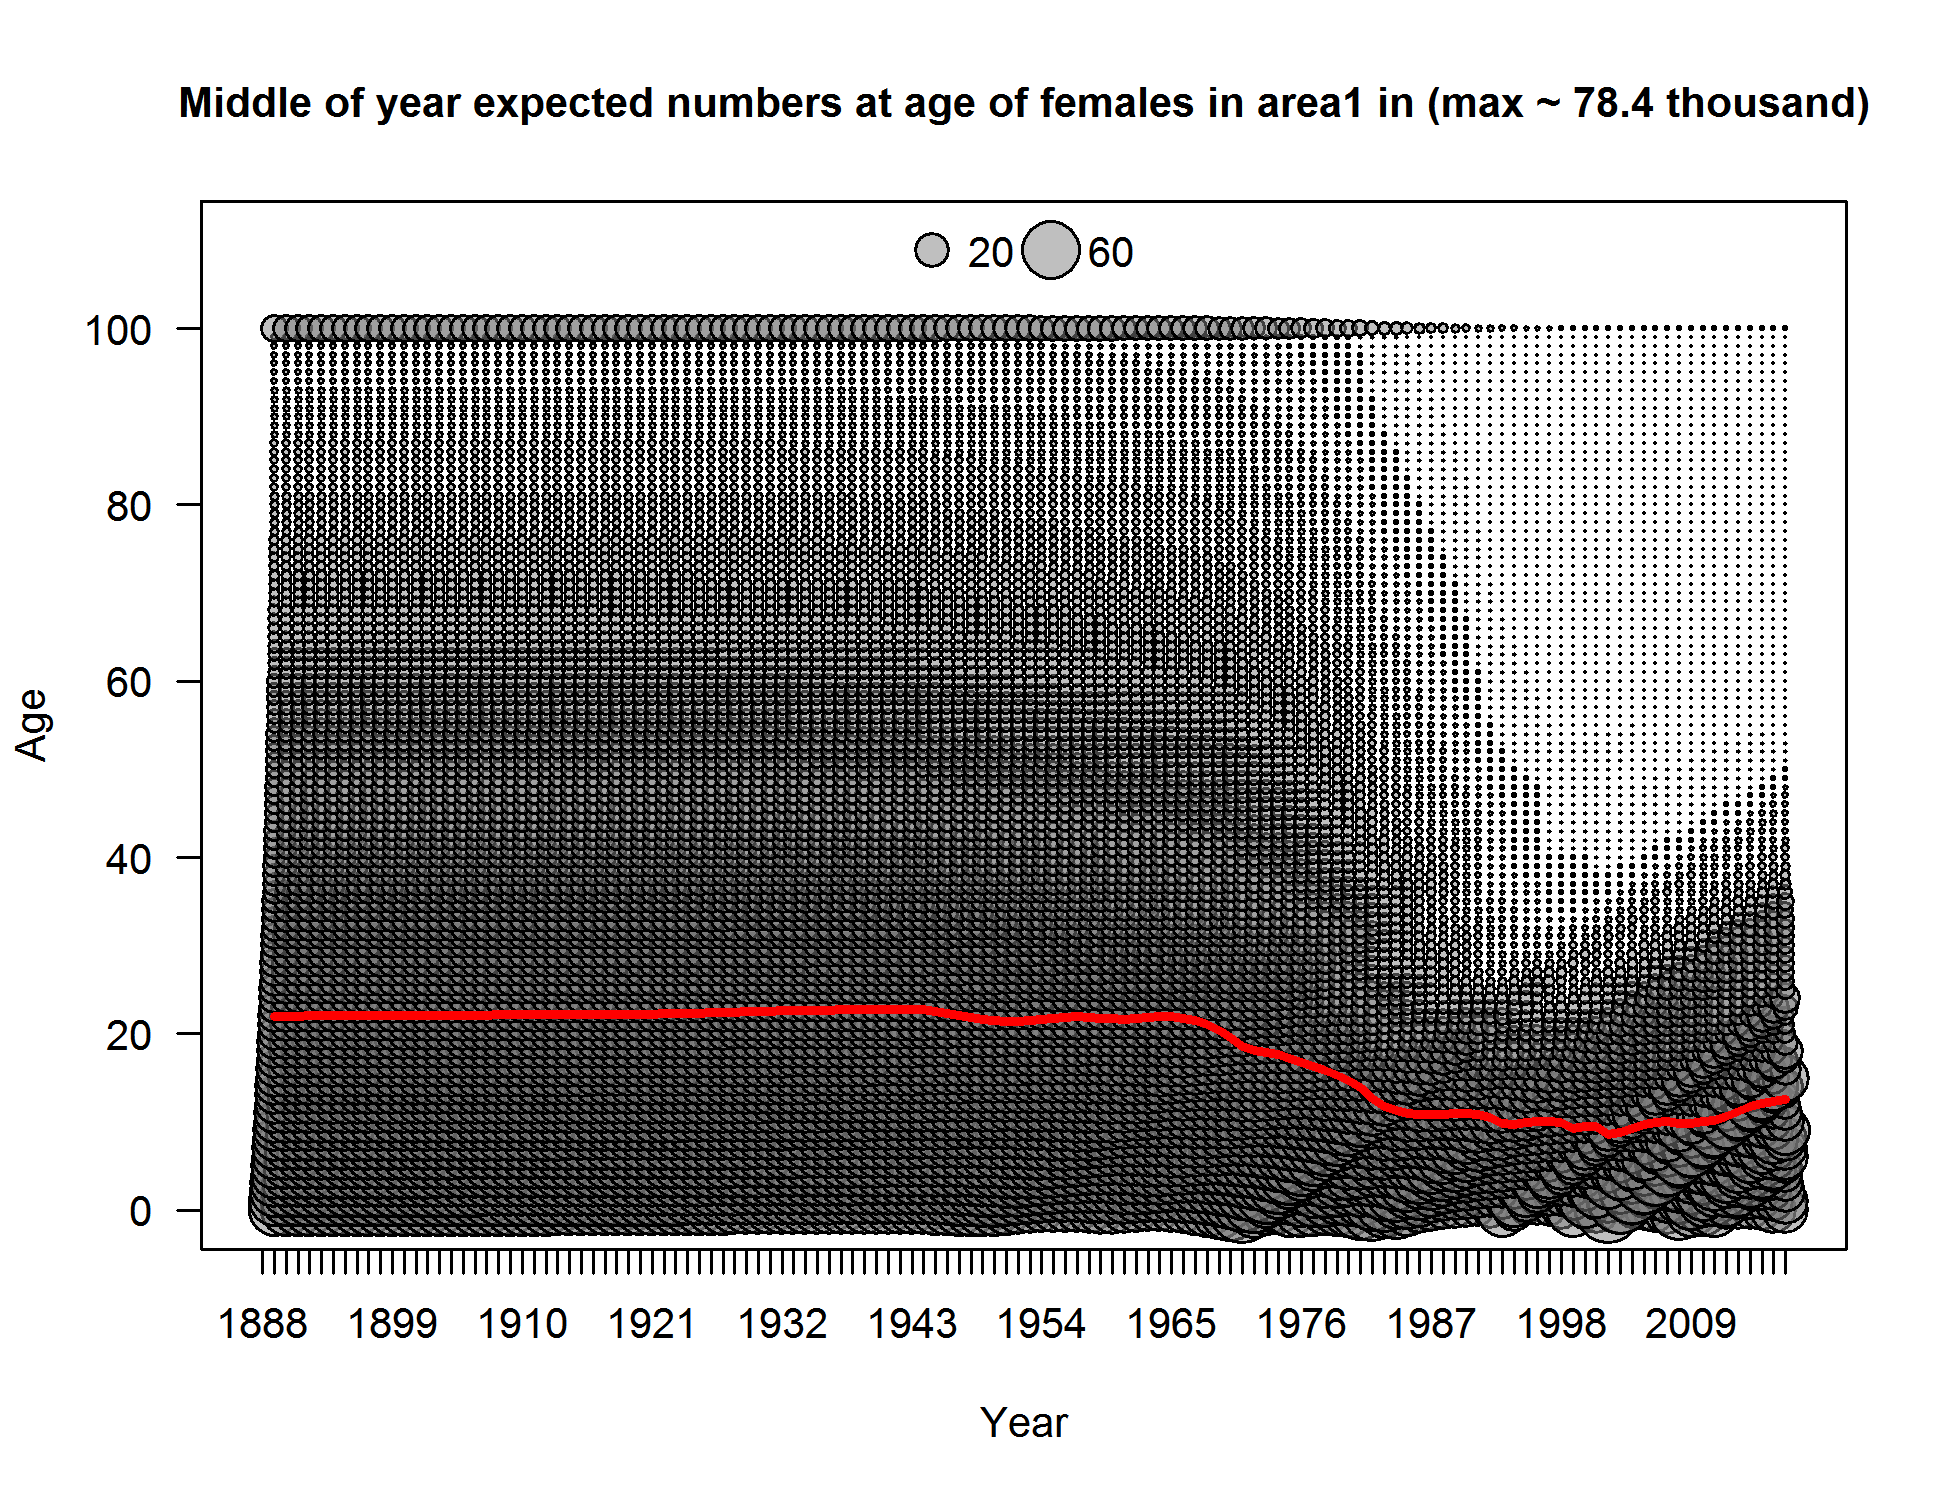 Middle of year expected numbers at age of females in area1 in (max ~ 78.4 thousand)
20 60
100
80
60
40
20
0
Age
1888 1899 1910 1921 1932 1943 1954 1965 1976 1987 1998 2009
Year